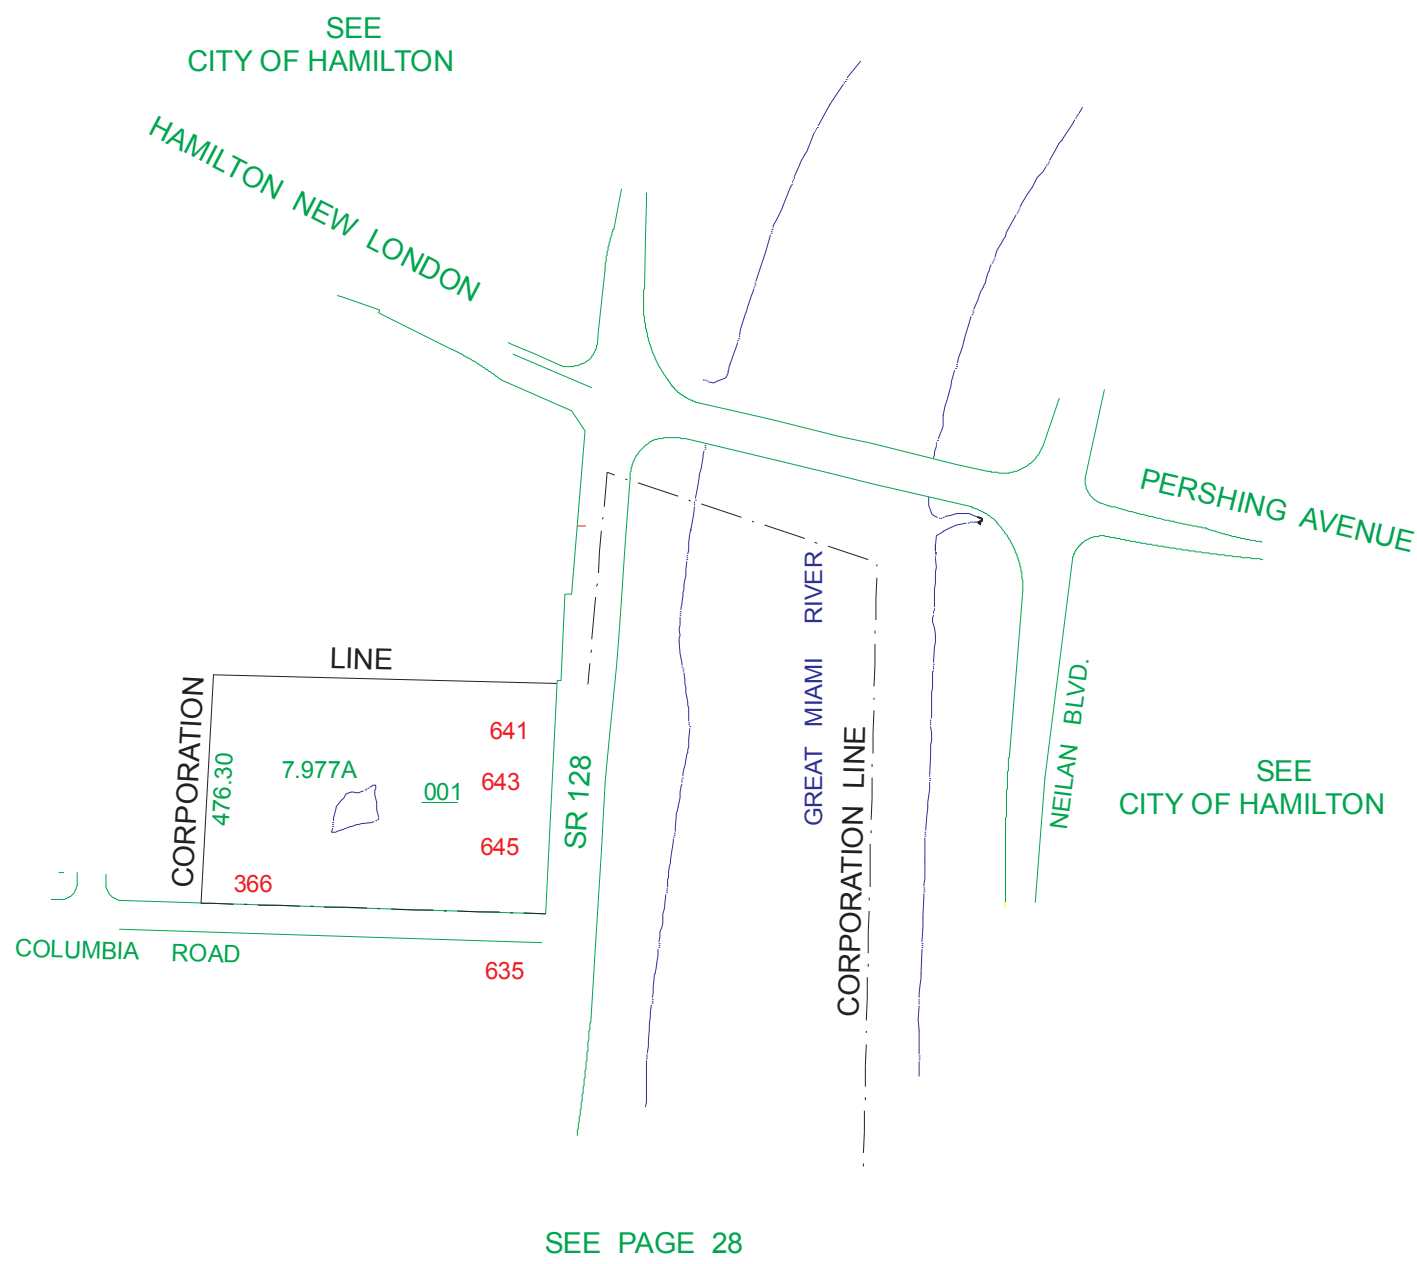 SEE
CITY OF HAMILTON
HAMILTON NEW LONDON
PERSHING AVENUE
GREAT MIAMI RIVER
LINE
CORPORATION
476.30
7.977A
001
641
643
645
366
SR 128
CORPORATION LINE
NEILAN BLVD.
SEE
CITY OF HAMILTON
COLUMBIA ROAD
635
SEE PAGE 28